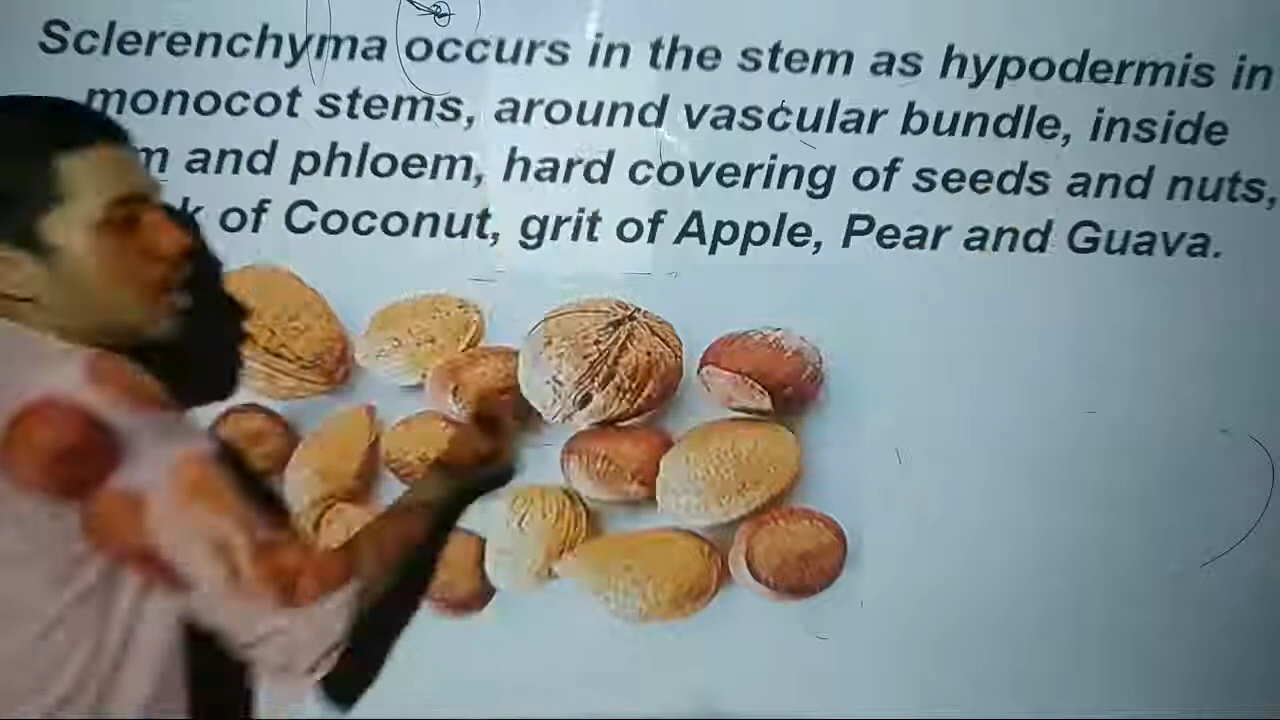 Sclerenchyma occurs in the stem as hypodermis in
monocot stems, around vascular bundle, inside
and phloem, hard covering of seeds and nuts,
of Coconut, grit of Apple, Pear and Guava.